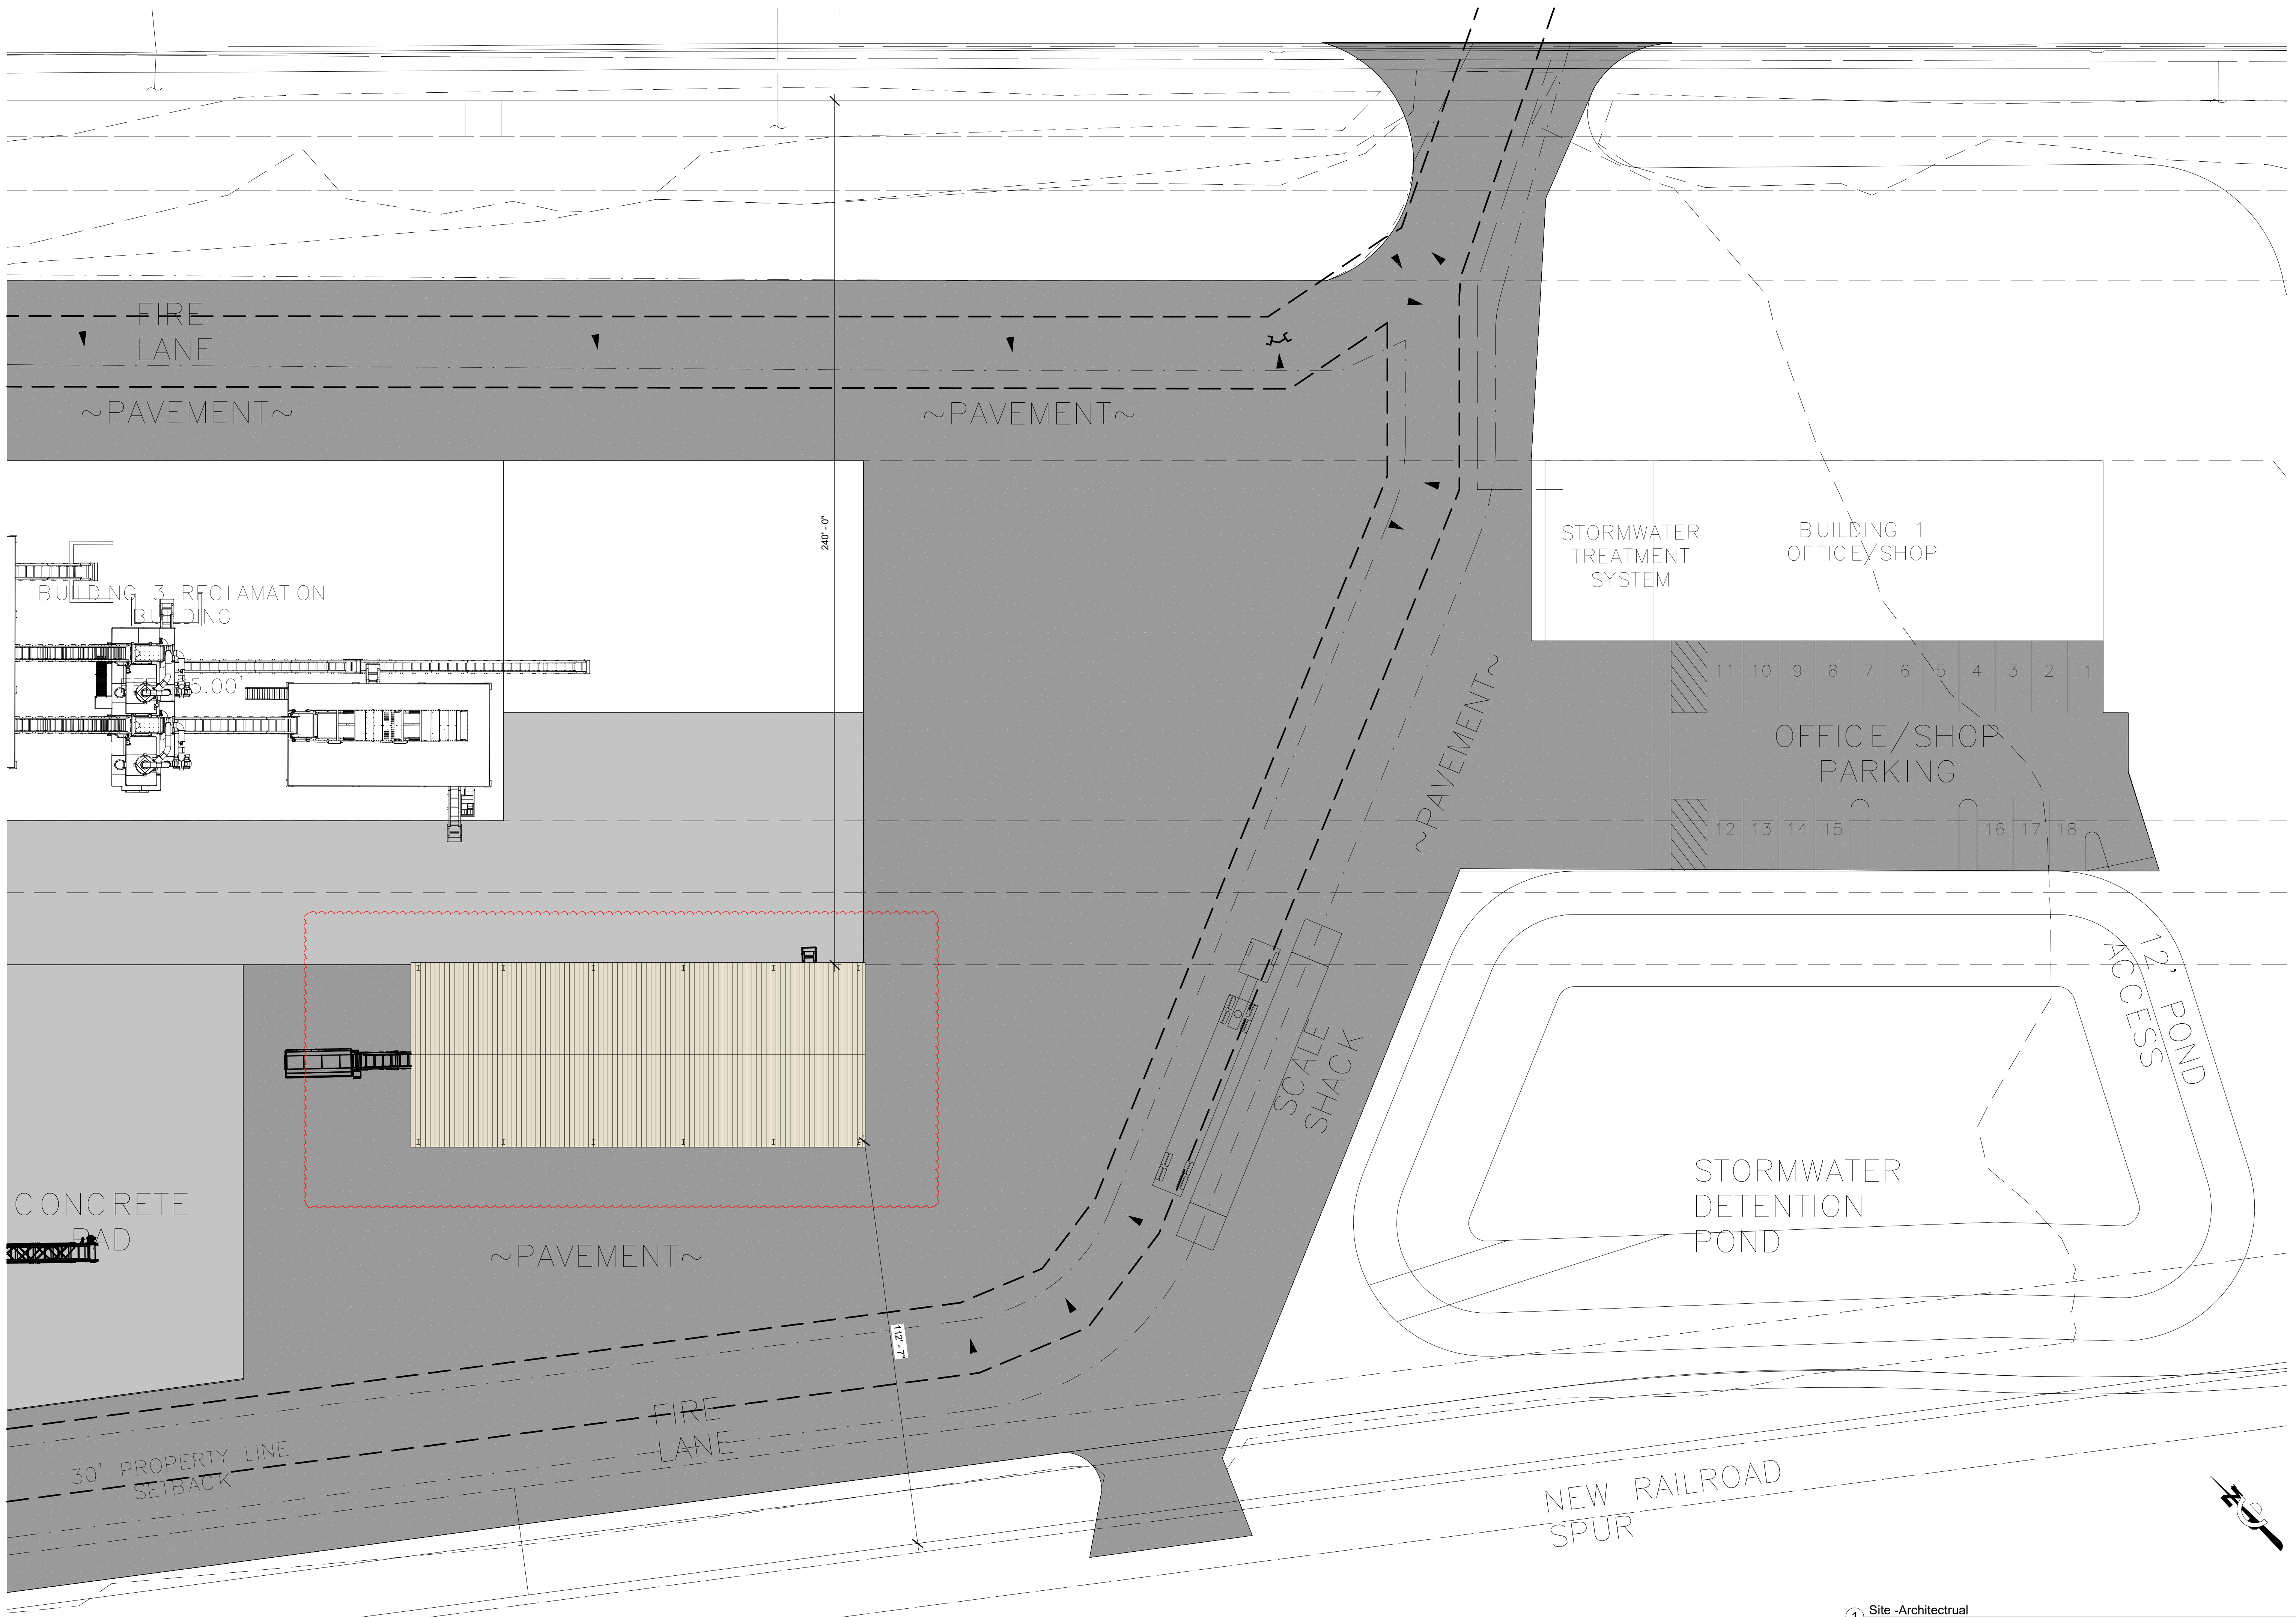 FIRE
LANE
~PAVEMENT~
~PAVEMENT~
240' - 0"
STORMWATER
TREATMENT
SYSTEM
BUILDING 1
OFFICE/SHOP
BUILDING 3 RECLAMATION
BUILDING
5.00'
11 10 9 8 7 6 5 4 3 2 1
OFFICE/SHOP
PARKING
~PAVEMENT~
12 13 14 15 16 17 18
12' POND
ACCESS
SCALE
SHACK
CONCRETE
PAD
STORMWATER
DETENTION
POND
~PAVEMENT~
112' - 7"
FIRE
LANE
30' PROPERTY LINE
SETBACK
NEW RAILROAD
SPUR
N
1 Site -Architectrual